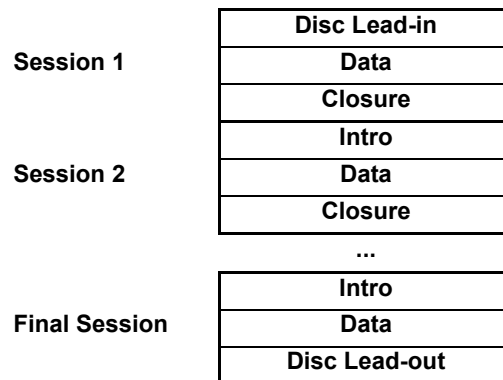 Disc Lead-in
Session 1 Data
Closure
Intro
Session 2 Data
Closure
...
Intro
Final Session Data
Disc Lead-out